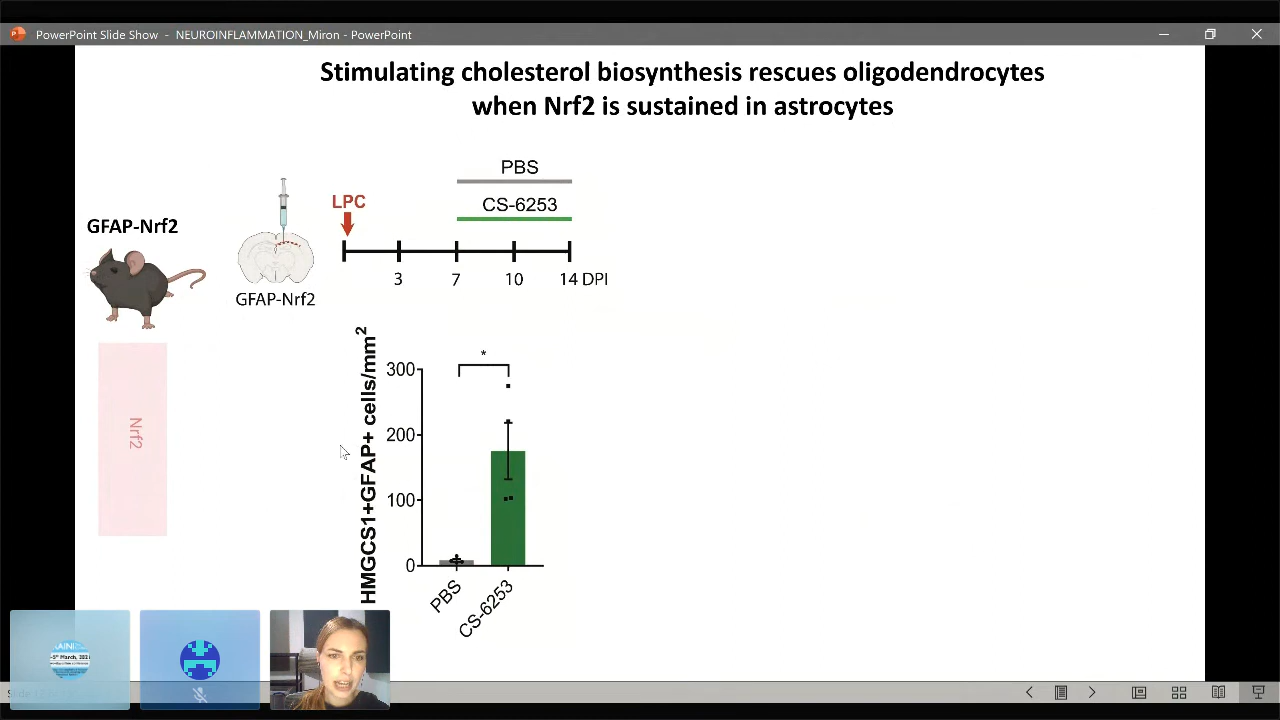 PowerPoint Slide Show - NEUROINFLAMMATION_Miron - PowerPoint
Stimulating cholesterol biosynthesis rescues oligodendrocytes
when Nrf2 is sustained in astrocytes
PBS
LPC
CS-6253
GFAP-Nrf2
3
7
10
14 DPI
GFAP-Nrf2
Nrf2
HMGCS1+GFAP+ cells/mm2
*
300
200
100
0
PBS
CS-6253